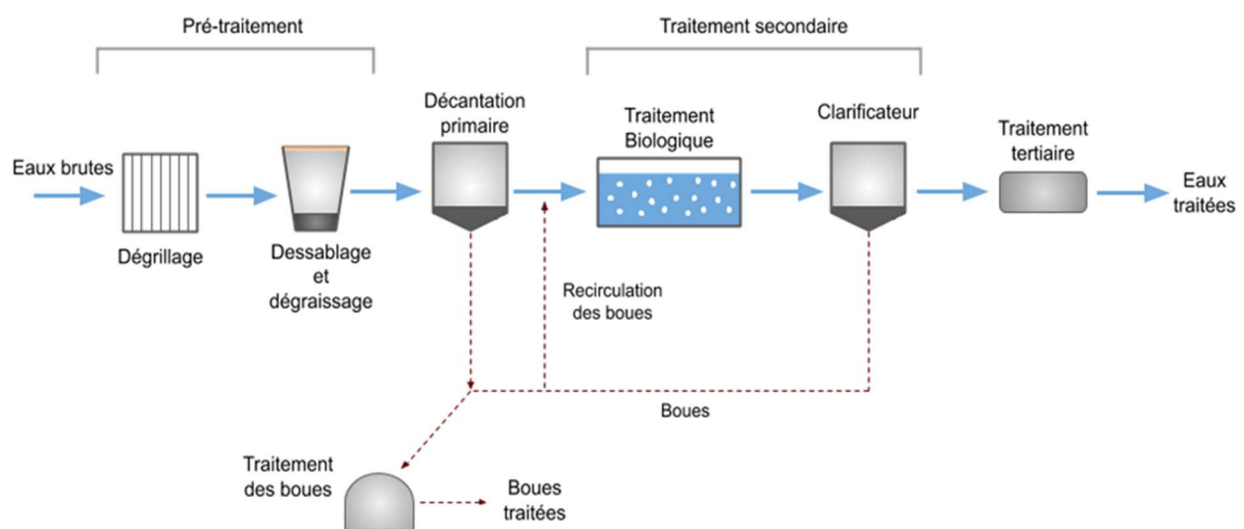 Pré-traitement
Traitement secondaire
Décantation
primaire
Traitement
Biologique
Clarificateur
Traitement
tertiaire
Eaux brutes
Eaux
traitées
Dégrillage
Dessablage
et
dégraissage
Recirculation
des boues
Boues
Traitement
des boues
Boues
traitées